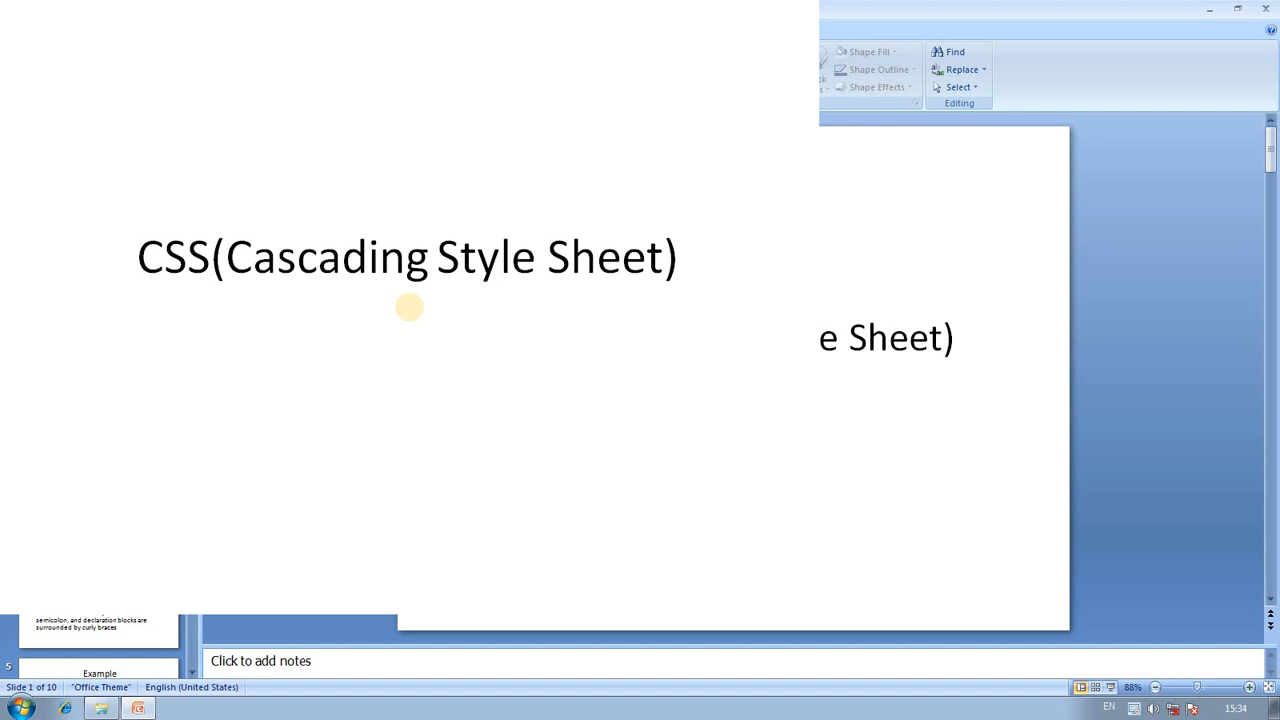 Shape Fill
Shape Outline
Shape Effects
Find
Replace
Select
Editing
CSS(Cascading Style Sheet)
e Sheet)
semicolon, and declaration blocks are
surrounded by curly braces
5
Example
Click to add notes
Slide 1 of 10
"Office Theme"
English (United States)
88%
EN
15:34